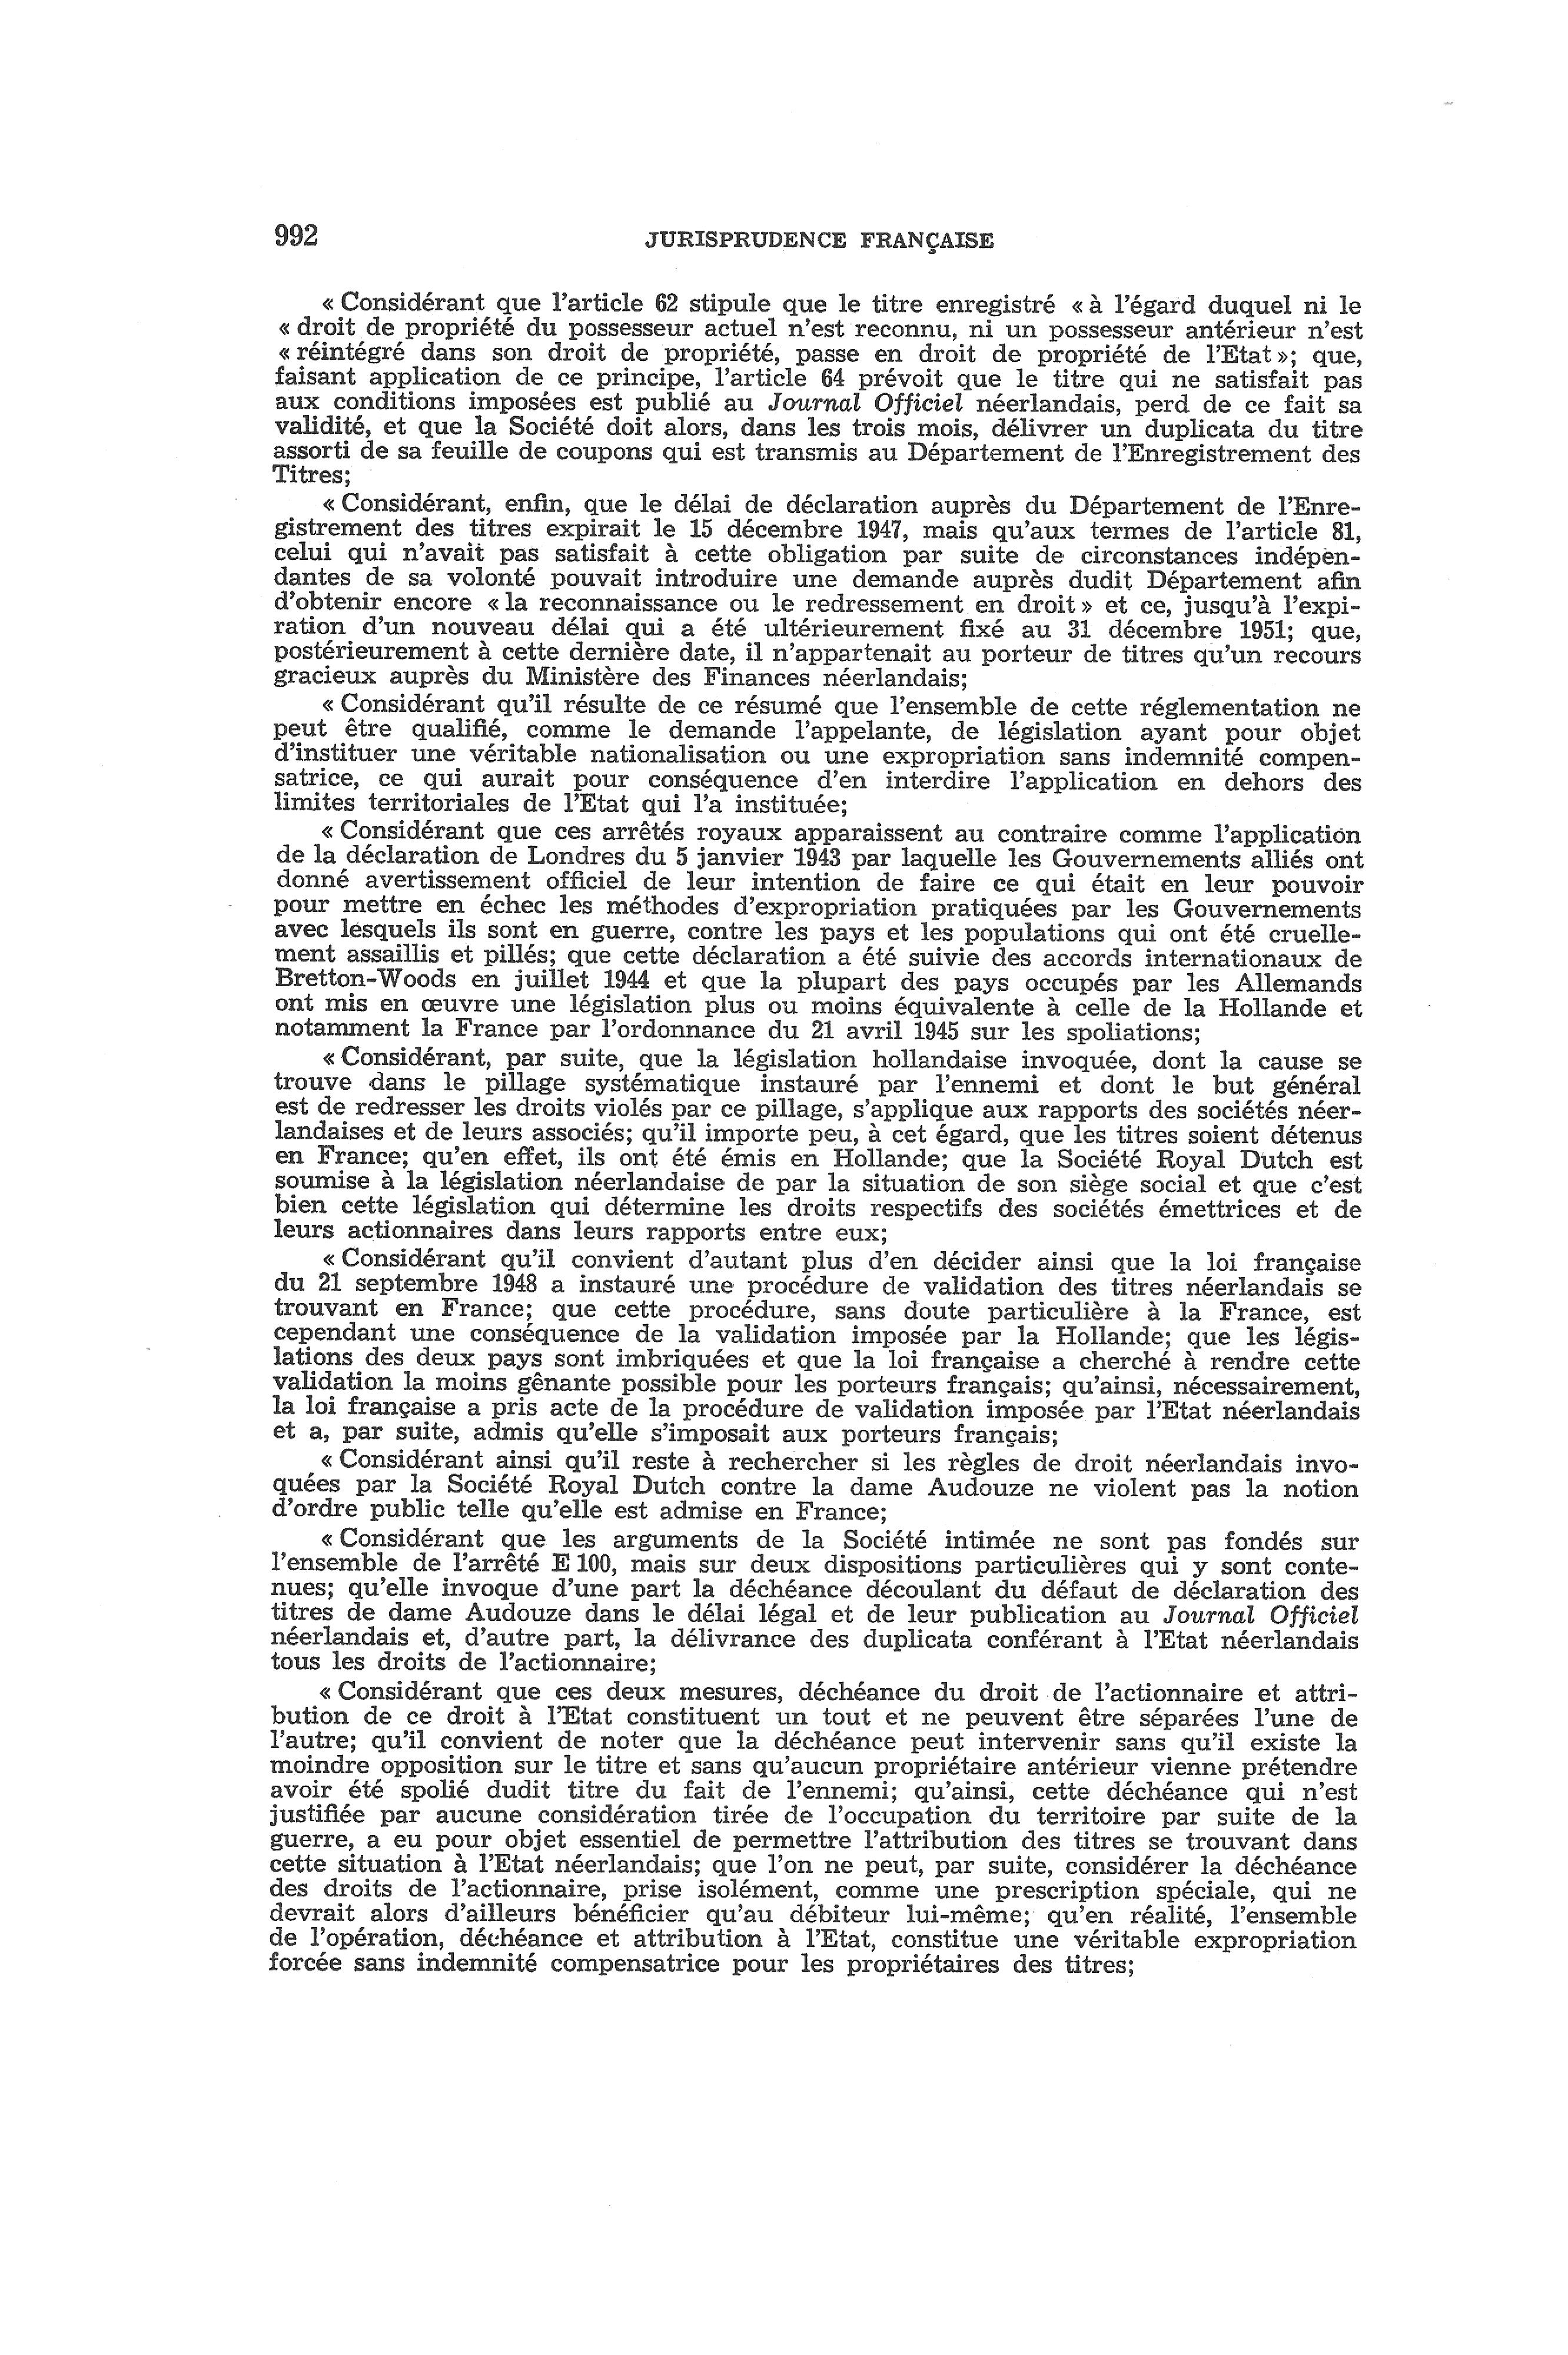 992
JURISPRUDENCE FRANÇAISE
« Considérant que l'article 62 stipule que le titre enregistré « à l'égard duquel ni le
« droit de propriété du possesseur actuel n'est reconnu, ni un possesseur antérieur n'est
« réintégré dans son droit de propriété, passe en droit de propriété de l'Etat »; que,
faisant application de ce principe, l'article 64 prévoit que le titre qui ne satisfait pas
aux conditions imposées est publié au Journal Officiel néerlandais, perd de ce fait sa
validité, et que la Société doit alors, dans les trois mois, délivrer un duplicata du titre
assorti de sa feuille de coupons qui est transmis au Département de l'Enregistrement des
Titres;
« Considérant, enfin, que le délai de déclaration auprès du Département de l'Enre-
gistrement des titres expirait le 15 décembre 1947, mais qu'aux termes de l'article 81,
celui qui n'avait pas satisfait à cette obligation par suite de circonstances indépen-
dantes de sa volonté pouvait introduire une demande auprès dudit Département afin
d'obtenir encore « la reconnaissance ou le redressement en droit » et ce, jusqu'à l'expi-
ration d'un nouveau délai qui a été ultérieurement fixé au 31 décembre 1951; que,
postérieurement à cette dernière date, il n'appartenait au porteur de titres qu'un recours
gracieux auprès du Ministère des Finances néerlandais;
« Considérant qu'il résulte de ce résumé que l'ensemble de cette réglementation ne
peut être qualifié, comme le demande l'appelante, de législation ayant pour objet
d'instituer une véritable nationalisation ou une expropriation sans indemnité compen-
satrice, ce qui aurait pour conséquence d'en interdire l'application en dehors des
limites territoriales de l'Etat qui l'a instituée;
« Considérant que ces arrêtés royaux apparaissent au contraire comme l'application
de la déclaration de Londres du 5 janvier 1943 par laquelle les Gouvernements alliés ont
donné avertissement officiel de leur intention de faire ce qui était en leur pouvoir
pour mettre en échec les méthodes d'expropriation pratiquées par les Gouvernements
avec lesquels ils sont en guerre, contre les pays et les populations qui ont été cruelle-
ment assaillis et pillés; que cette déclaration a été suivie des accords internationaux de
Bretton-Woods en juillet 1944 et que la plupart des pays occupés par les Allemands
ont mis en œuvre une législation plus ou moins équivalente à celle de la Hollande et
notamment la France par l'ordonnance du 21 avril 1945 sur les spoliations;
« Considérant, par suite, que la législation hollandaise invoquée, dont la cause se
trouve dans le pillage systématique instauré par l'ennemi et dont le but général
est de redresser les droits violés par ce pillage, s'applique aux rapports des sociétés néer-
landaises et de leurs associés; qu'il importe peu, à cet égard, que les titres soient détenus
en France; qu'en effet, ils ont été émis en Hollande; que la Société Royal Dutch est
soumise à la législation néerlandaise de par la situation de son siège social et que c'est
bien cette législation qui détermine les droits respectifs des sociétés émettrices et de
leurs actionnaires dans leurs rapports entre eux;
« Considérant qu'il convient d'autant plus d'en décider ainsi que la loi française
du 21 septembre 1948 a instauré une procédure de validation des titres néerlandais se
trouvant en France; que cette procédure, sans doute particulière à la France, est
cependant une conséquence de la validation imposée par la Hollande; que les légis-
lations des deux pays sont imbriquées et que la loi française a cherché à rendre cette
validation la moins gênante possible pour les porteurs français; qu'ainsi, nécessairement,
la loi française a pris acte de la procédure de validation imposée par l'Etat néerlandais
et a, par suite, admis qu'elle s'imposait aux porteurs français;
« Considérant ainsi qu'il reste à rechercher si les règles de droit néerlandais invo-
quées par la Société Royal Dutch contre la dame Audouze ne violent pas la notion
d'ordre public telle qu'elle est admise en France;
« Considérant que les arguments de la Société intimée ne sont pas fondés sur
l'ensemble de l'arrêté E 100, mais sur deux dispositions particulières qui y sont conte-
nues; qu'elle invoque d'une part la déchéance découlant du défaut de déclaration des
titres de dame Audouze dans le délai légal et de leur publication au Journal Officiel
néerlandais et, d'autre part, la délivrance des duplicata conférant à l'Etat néerlandais
tous les droits de l'actionnaire;
« Considérant que ces deux mesures, déchéance du droit de l'actionnaire et attri-
bution de ce droit à l'Etat constituent un tout et ne peuvent être séparées l'une de
l'autre; qu'il convient de noter que la déchéance peut intervenir sans qu'il existe la
moindre opposition sur le titre et sans qu'aucun propriétaire antérieur vienne prétendre
avoir été spolié dudit titre du fait de l'ennemi; qu'ainsi, cette déchéance qui n'est
justifiée par aucune considération tirée de l'occupation du territoire par suite de la
guerre, a eu pour objet essentiel de permettre l'attribution des titres se trouvant dans
cette situation à l'Etat néerlandais; que l'on ne peut, par suite, considérer la déchéance
des droits de l'actionnaire, prise isolément, comme une prescription spéciale, qui ne
devrait alors d'ailleurs bénéficier qu'au débiteur lui-même; qu'en réalité, l'ensemble
de l'opération, déchéance et attribution à l'Etat, constitue une véritable expropriation
forcée sans indemnité compensatrice pour les propriétaires des titres;